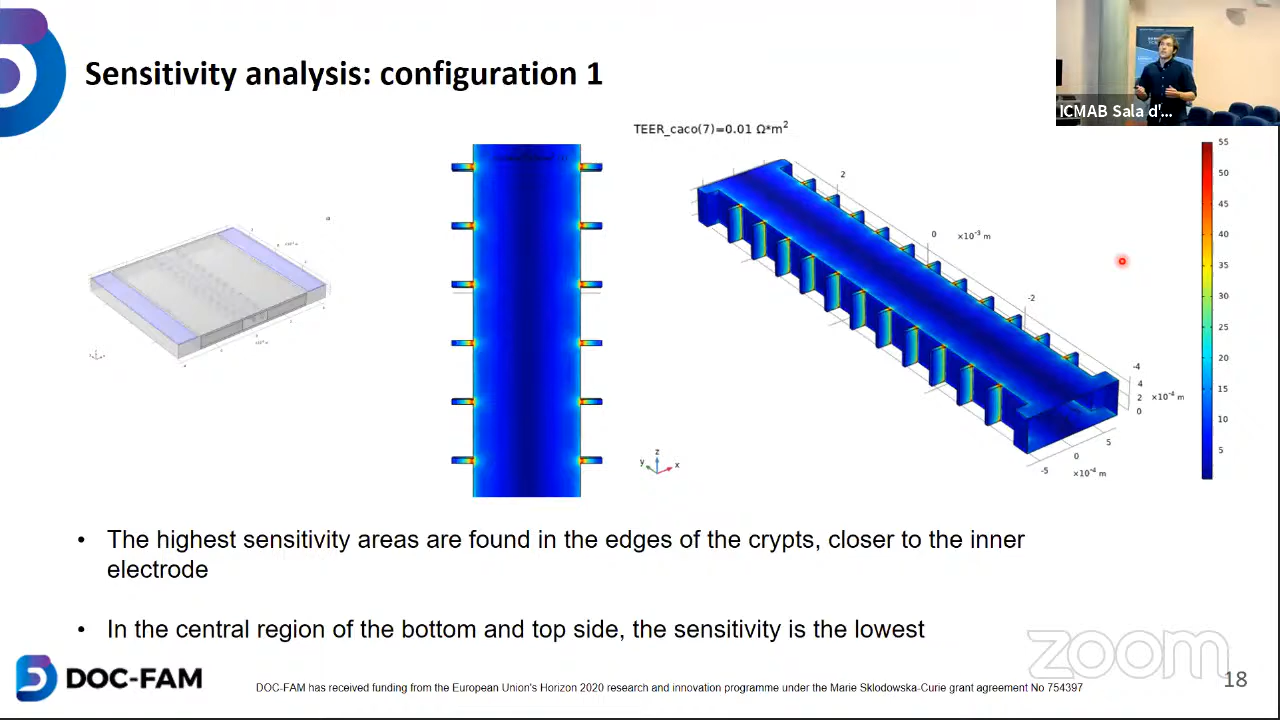 Sensitivity analysis: configuration 1
ICMAB Sala d'...
TEER_caco(7)=0.01 Ω*m²
2
0
×10⁻³ m
-2
-4
4
2
0
×10⁻⁴ m
5
0
-5
×10⁻⁴ m
z
y
x
55
50
45
40
35
30
25
20
15
10
5
• The highest sensitivity areas are found in the edges of the crypts, closer to the inner
electrode
• In the central region of the bottom and top side, the sensitivity is the lowest
zoom
DOC-FAM
DOC-FAM has received funding from the European Union's Horizon 2020 research and innovation programme under the Marie Sklodowska-Curie grant agreement No 754397
18